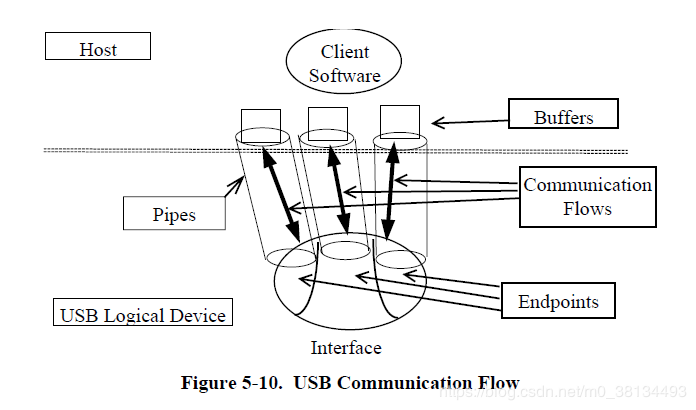 Host
Client
Software
Buffers
Communication
Flows
Pipes
Endpoints
USB Logical Device
Interface
Figure 5-10. USB Communication Flow
https://blog.csdn.net/m0_38134493